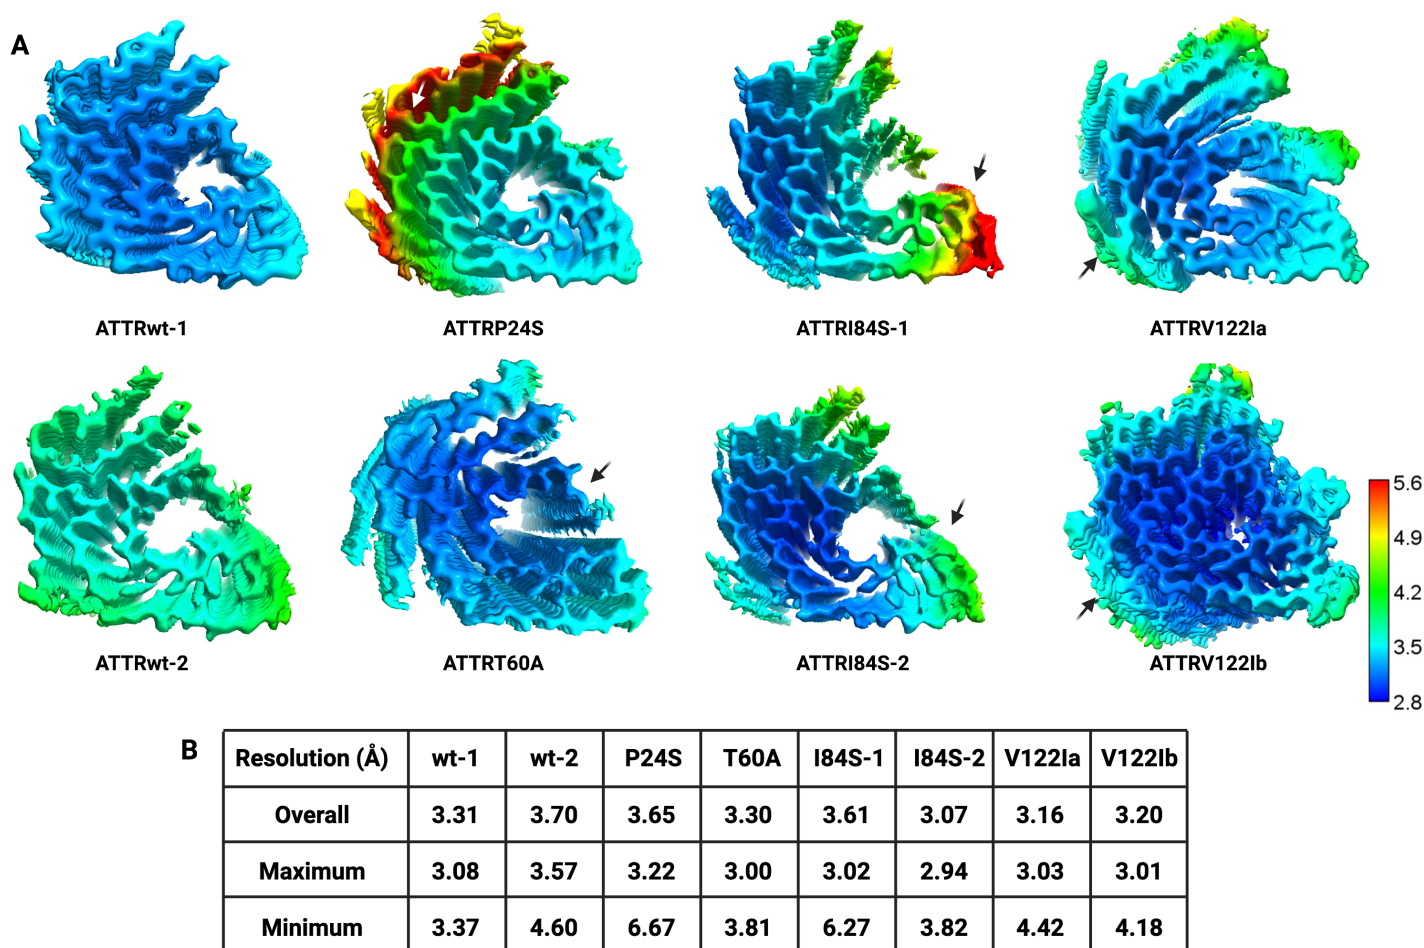 A
ATTRwt-1 ATTRP24S ATTRI84S-1 ATTRV122Ia
ATTRwt-2 ATTRT60A ATTRI84S-2 ATTRV122Ib
5.6
4.9
4.2
3.5
2.8
B
Resolution (Å) wt-1 wt-2 P24S T60A I84S-1 I84S-2 V122Ia V122Ib
Overall 3.31 3.70 3.65 3.30 3.61 3.07 3.16 3.20
Maximum 3.08 3.57 3.22 3.00 3.02 2.94 3.03 3.01
Minimum 3.37 4.60 6.67 3.81 6.27 3.82 4.42 4.18